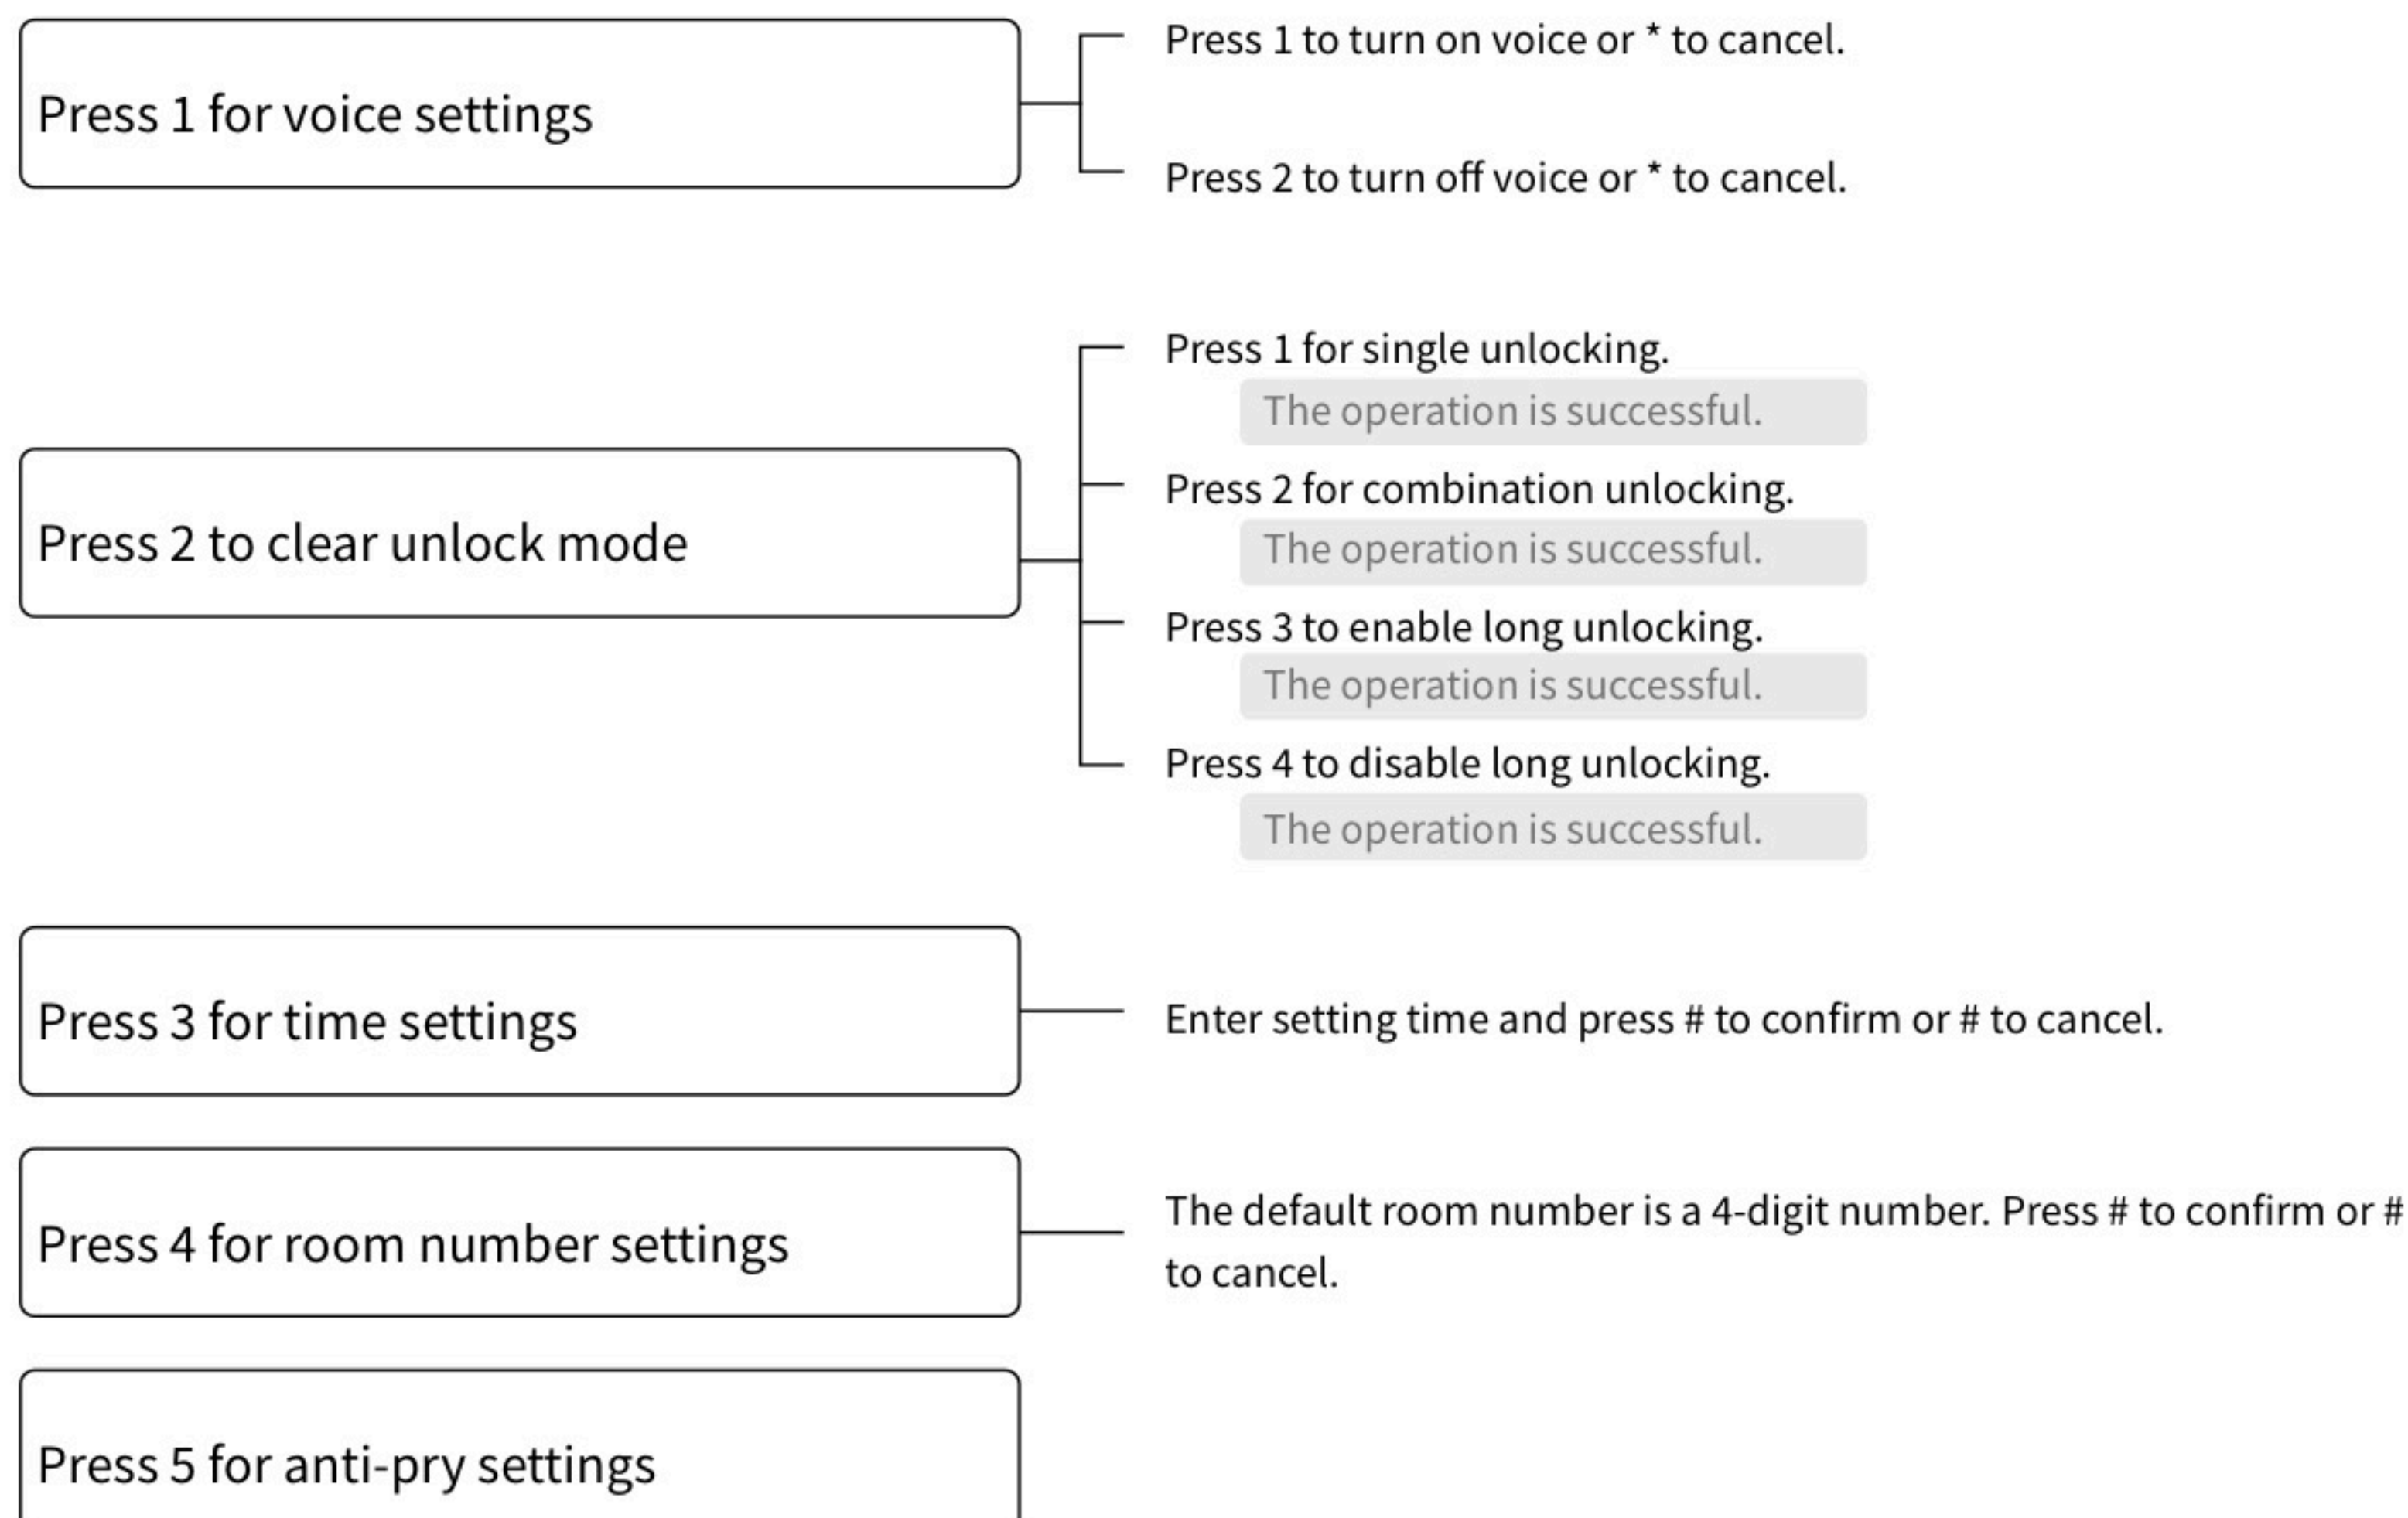 Press 1 for voice settings
Press 1 to turn on voice or * to cancel.
Press 2 to turn off voice or * to cancel.
Press 2 to clear unlock mode
Press 1 for single unlocking.
The operation is successful.
Press 2 for combination unlocking.
The operation is successful.
Press 3 to enable long unlocking.
The operation is successful.
Press 4 to disable long unlocking.
The operation is successful.
Press 3 for time settings
Enter setting time and press # to confirm or # to cancel.
Press 4 for room number settings
The default room number is a 4-digit number. Press # to confirm or #
to cancel.
Press 5 for anti-pry settings